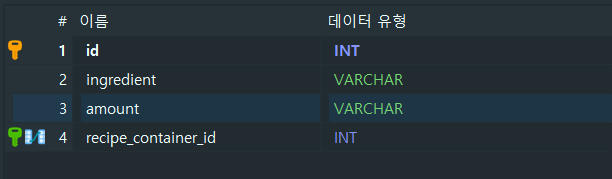 # 이름 데이터 유형
1 id INT
2 ingredient VARCHAR
3 amount VARCHAR
4 recipe_container_id INT